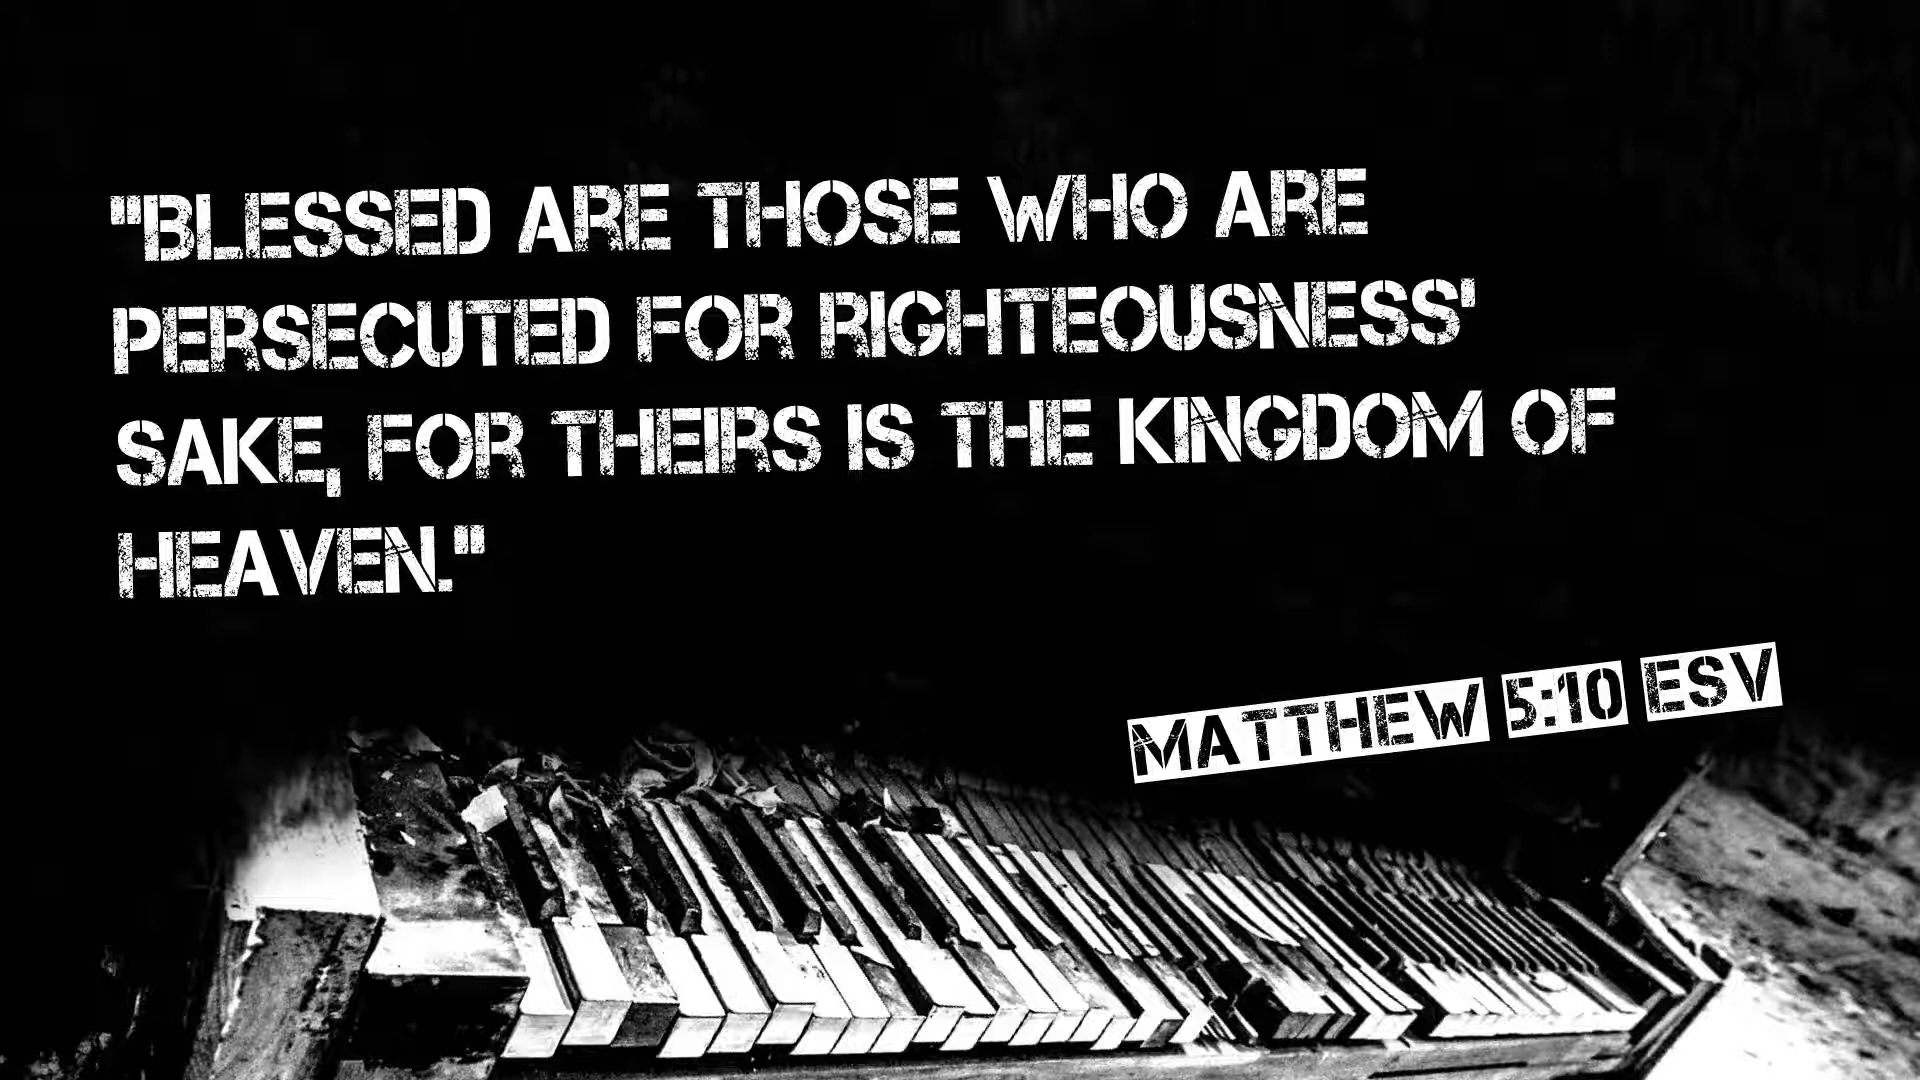 "BLESSED ARE THOSE WHO ARE
PERSECUTED FOR RIGHTEOUSNESS'
SAKE, FOR THEIRS IS THE KINGDOM OF
HEAVEN."
MATTHEW 5:10 ESV